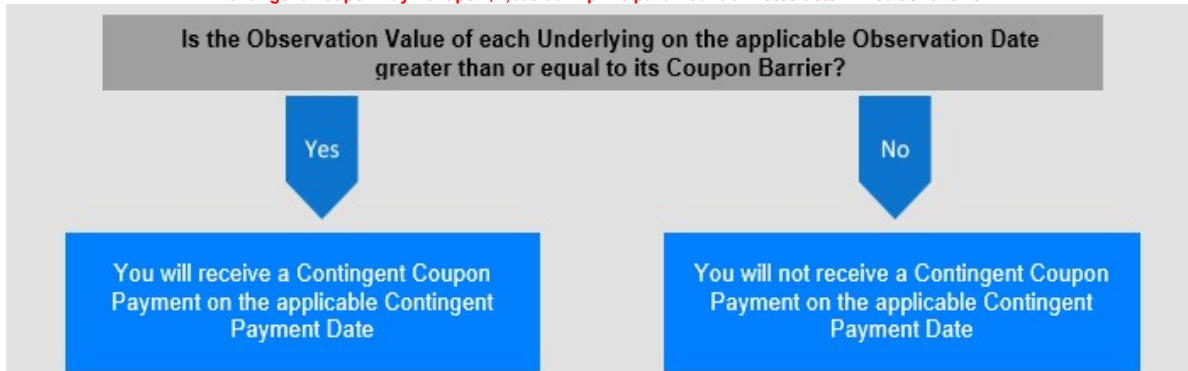 Is the Observation Value of each Underlying on the applicable Observation Date
greater than or equal to its Coupon Barrier?
Yes
No
You will receive a Contingent Coupon
Payment on the applicable Contingent
Payment Date
You will not receive a Contingent Coupon
Payment on the applicable Contingent
Payment Date